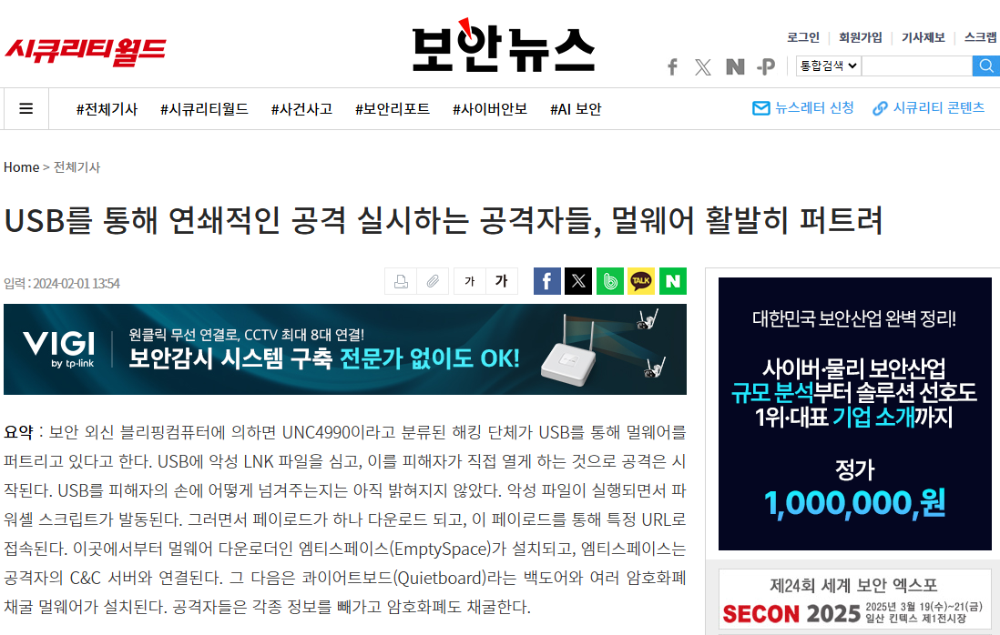 시큐리티월드
보안뉴스
로그인 | 회원가입 | 기사제보 | 스크랩
통합검색
#전체기사 #시큐리티월드 #사건사고 #보안리포트 #사이버안보 #AI 보안
뉴스레터 신청 시큐리티 콘텐츠
Home > 전체기사
USB를 통해 연쇄적인 공격 실시하는 공격자들, 멀웨어 활발히 퍼트려
입력 : 2024-02-01 13:54
가 가
TALK
VIGI
by tp-link
원클릭 무선 연결로, CCTV 최대 8대 연결!
보안감시 시스템 구축 전문가 없이도 OK!
요약 : 보안 외신 블리핑컴퓨터에 의하면 UNC4990이라고 분류된 해킹 단체가 USB를 통해 멀웨어를
퍼트리고 있다고 한다. USB에 악성 LNK 파일을 심고, 이를 피해자가 직접 열게 하는 것으로 공격은 시
작된다. USB를 피해자의 손에 어떻게 넘겨주는지는 아직 밝혀지지 않았다. 악성 파일이 실행되면서 파
워셸 스크립트가 발동된다. 그러면서 페이로드가 하나 다운로드 되고, 이 페이로드를 통해 특정 URL로
접속된다. 이곳에서부터 멀웨어 다운로더인 엠티스페이스(EmptySpace)가 설치되고, 엠티스페이스는
공격자의 C&C 서버와 연결된다. 그 다음은 콰이어트보드(Quietboard)라는 백도어와 여러 암호화폐
채굴 멀웨어가 설치된다. 공격자들은 각종 정보를 빼가고 암호화폐도 채굴한다.
대한민국 보안산업 완벽 정리!
사이버·물리 보안산업
규모 분석부터 솔루션 선호도
1위·대표 기업 소개까지
정가
1,000,000,원
제24회 세계 보안 엑스포
SECON 2025
2025년 3월 19(수)~21(금)
일산 킨텍스 제1전시장